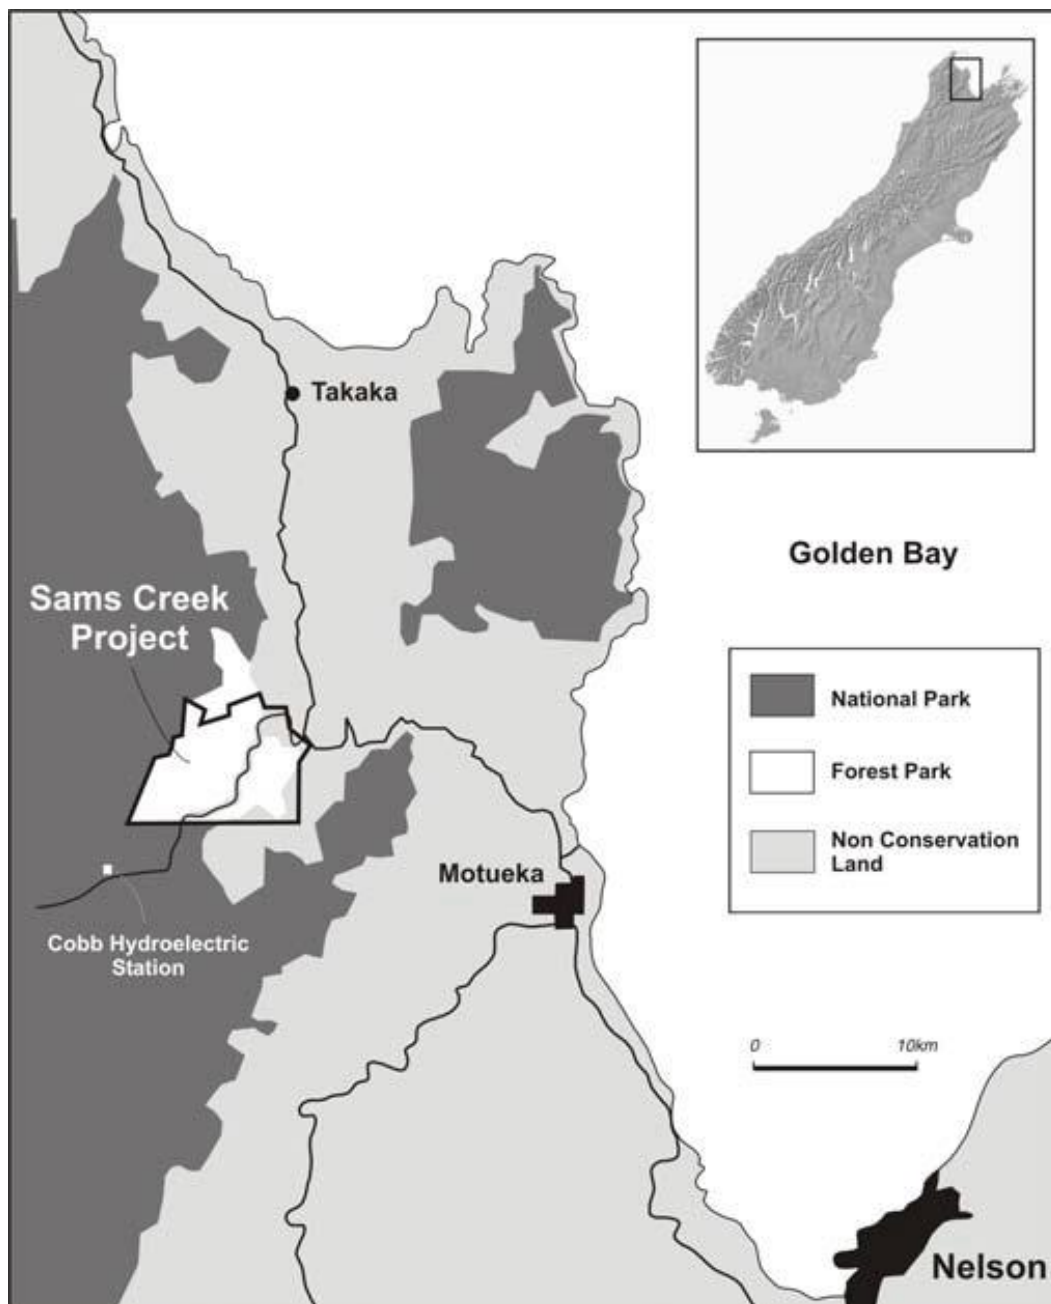 Takaka
Golden Bay
Sams Creek
Project
National Park
Forest Park
Non Conservation
Land
Motueka
Cobb Hydroelectric
Station
0 10km
Nelson